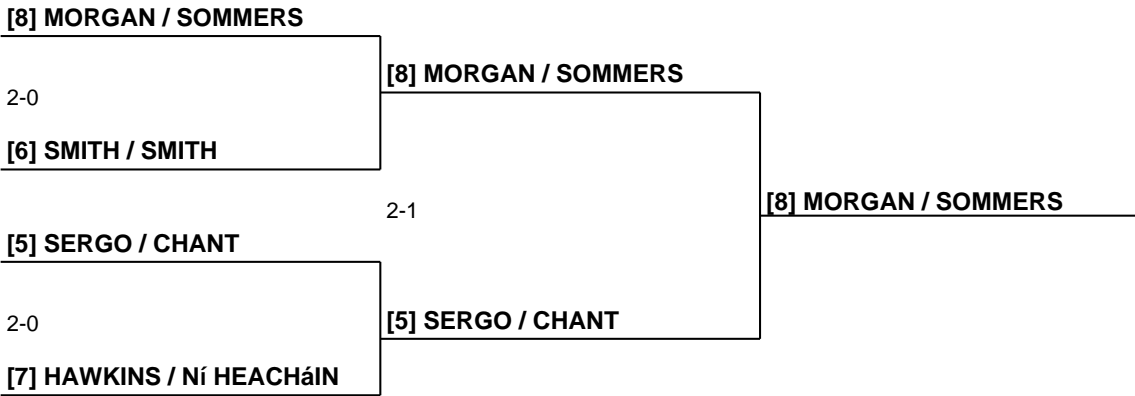 [8] MORGAN / SOMMERS
[8] MORGAN / SOMMERS
2-0
[6] SMITH / SMITH
[8] MORGAN / SOMMERS
2-1
[5] SERGO / CHANT
2-0
[5] SERGO / CHANT
[7] HAWKINS / Ní HEACHáIN